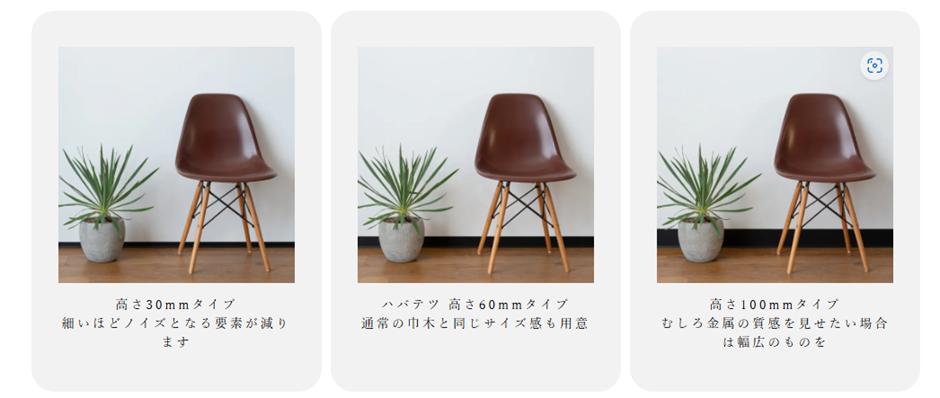 高さ30mmタイプ
細いほどノイズとなる要素が減り
ます
ハバテツ 高さ60mmタイプ
通常の巾木と同じサイズ感も用意
高さ100mmタイプ
むしろ金属の質感を見せたい場合
は幅広のものを